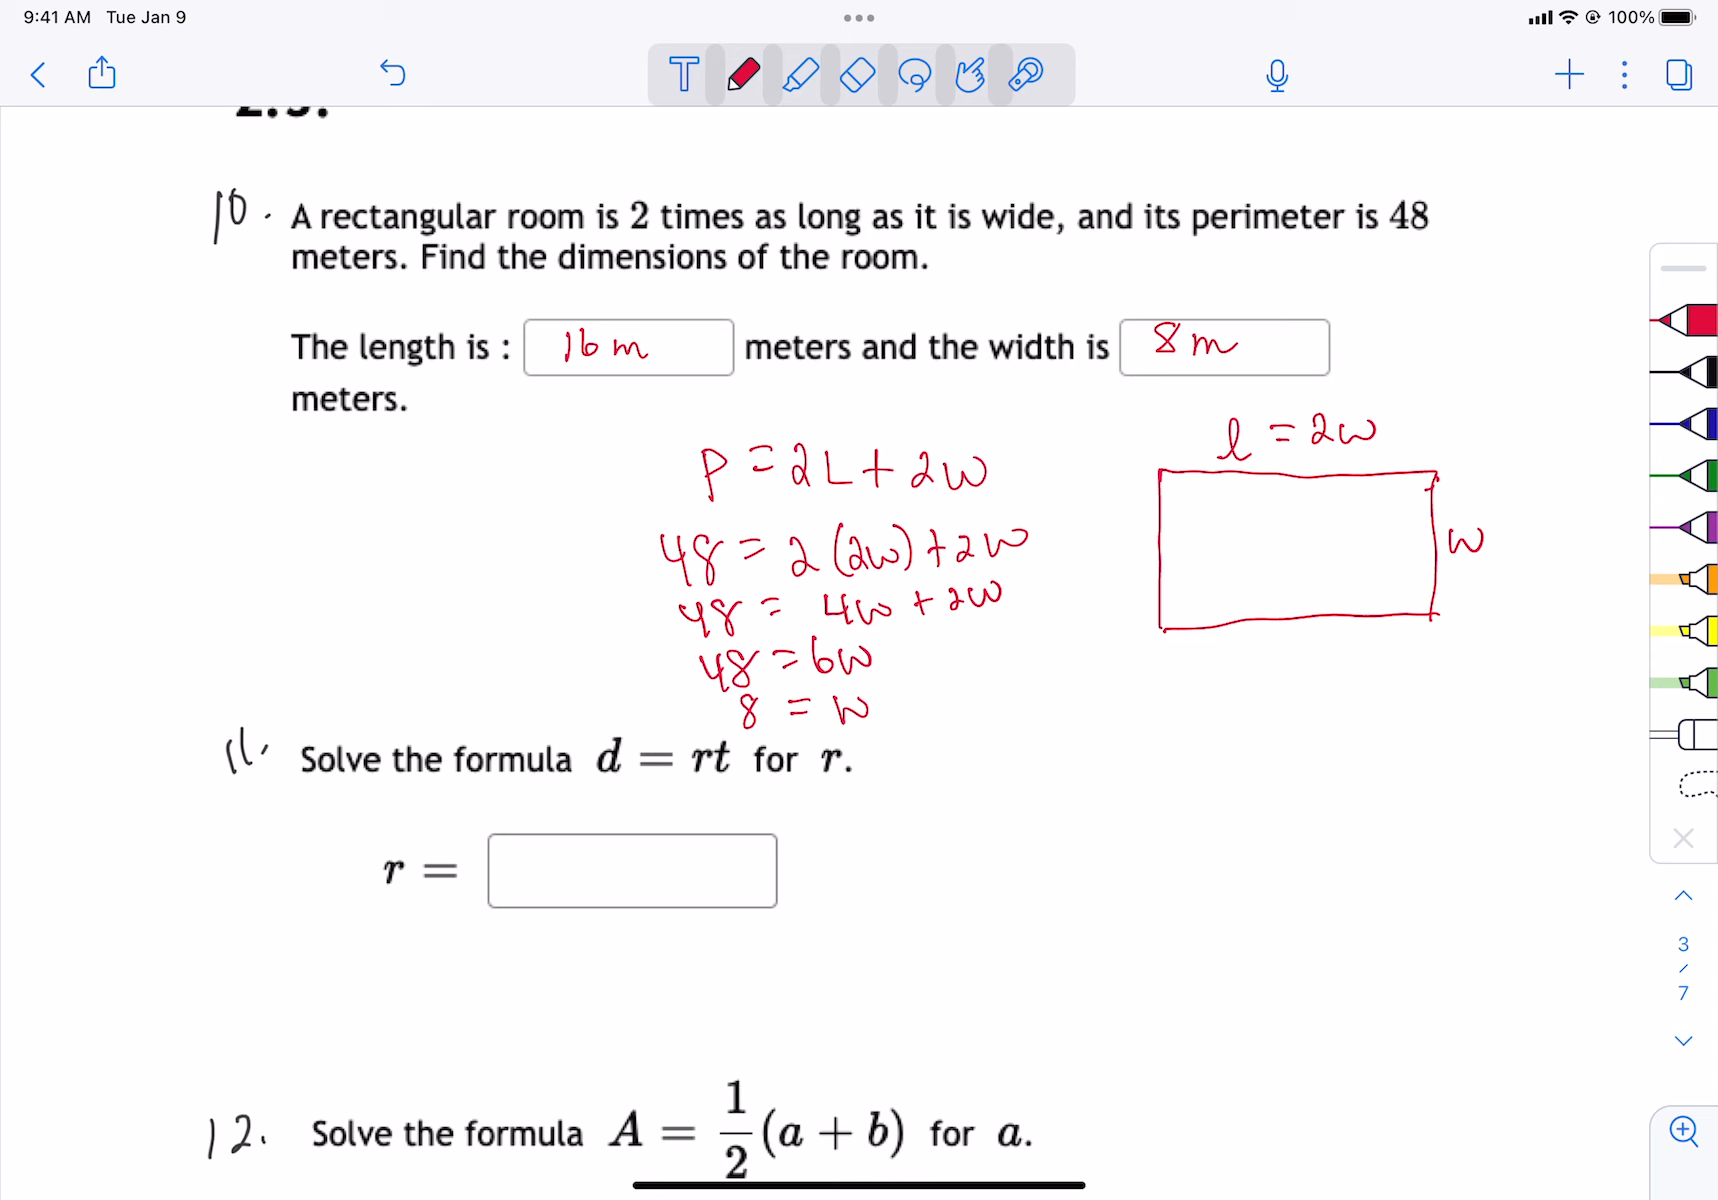 9:41 AM Tue Jan 9
100%
10. A rectangular room is 2 times as long as it is wide, and its perimeter is 48
meters. Find the dimensions of the room.
The length is : 16 m meters and the width is 8 m
meters.
l = 2w
P = 2L + 2W
48 = 2(2w) + 2w
w
48 = 4w + 2w
48 = 6w
8 = w
11. Solve the formula d = rt for r.
r =
3
/
7
12. Solve the formula A = 1/2 (a + b) for a.